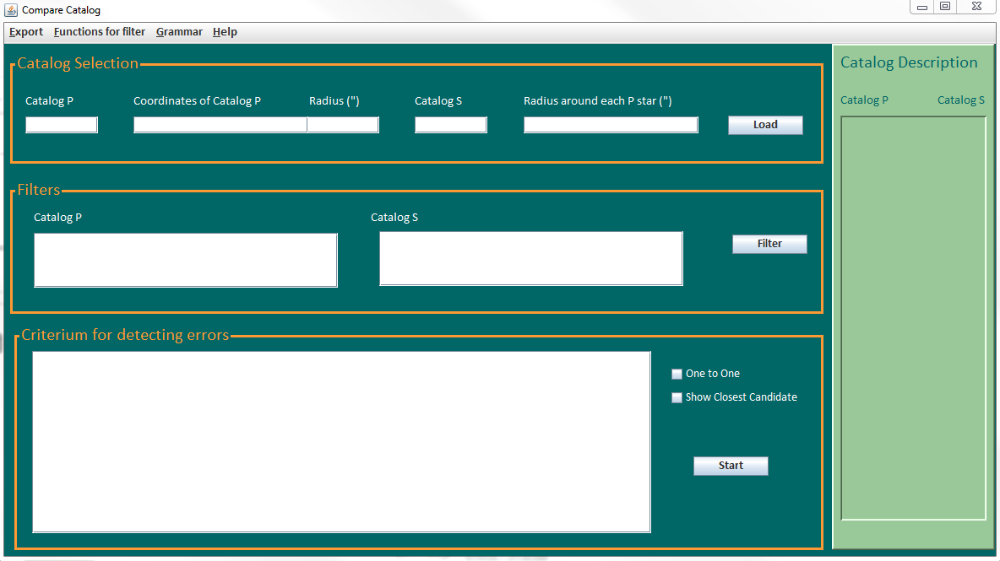 Compare Catalog
Export Functions for filter Grammar Help
Catalog Selection
Catalog P Coordinates of Catalog P Radius (") Catalog S Radius around each P star (")
Load
Filters
Catalog P Catalog S
Filter
Criterium for detecting errors
One to One
Show Closest Candidate
Start
Catalog Description
Catalog P Catalog S